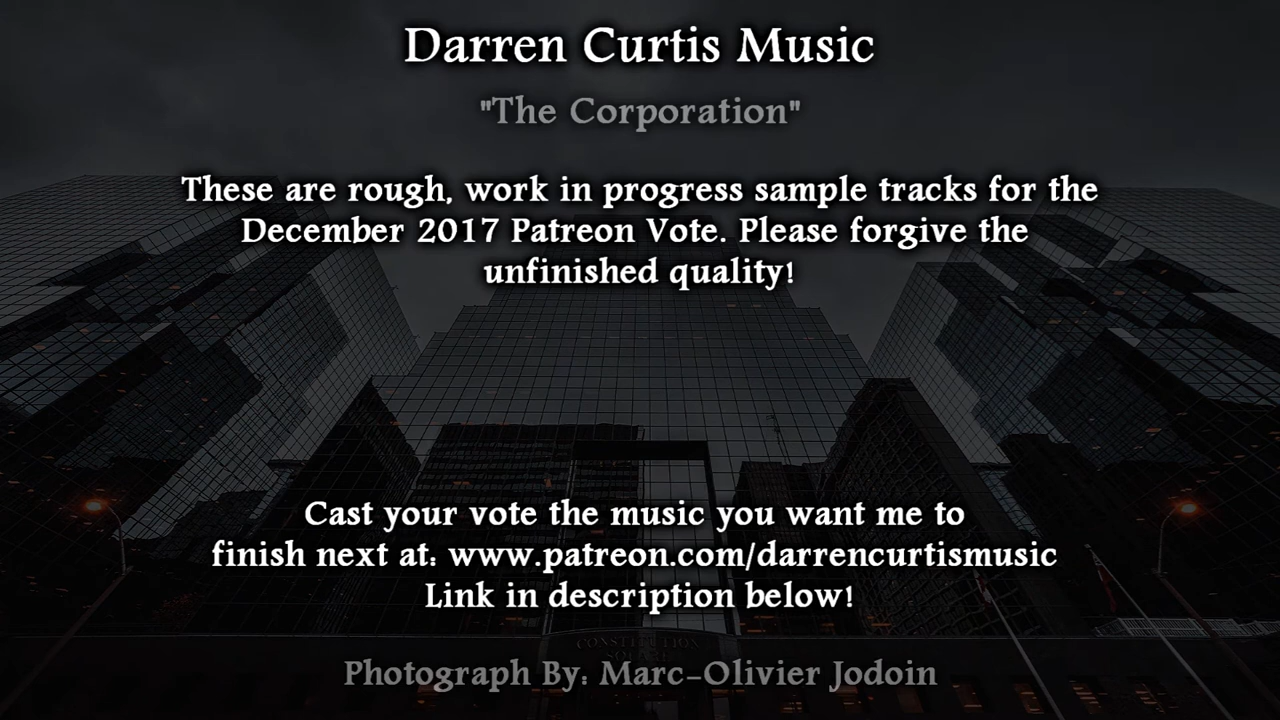 Darren Curtis Music
"The Corporation"
These are rough, work in progress sample tracks for the
December 2017 Patreon Vote. Please forgive the
unfinished quality!
Cast your vote the music you want me to
finish next at: www.patreon.com/darrencurtismusic
Link in description below!
CONSTITUTION
SQUARE
Photograph By: Marc-Olivier Jodoin